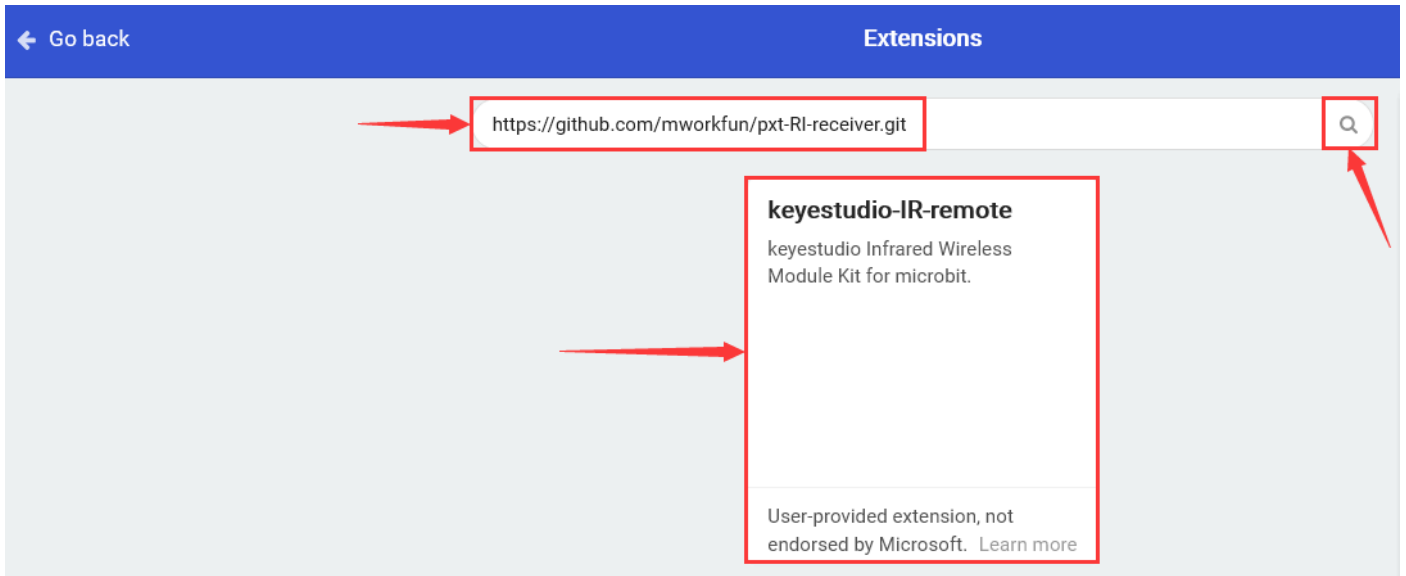 Go back
Extensions
https://github.com/mworkfun/pxt-RI-receiver.git
keyestudio-IR-remote
keyestudio Infrared Wireless
Module Kit for microbit.
User-provided extension, not
endorsed by Microsoft. Learn more